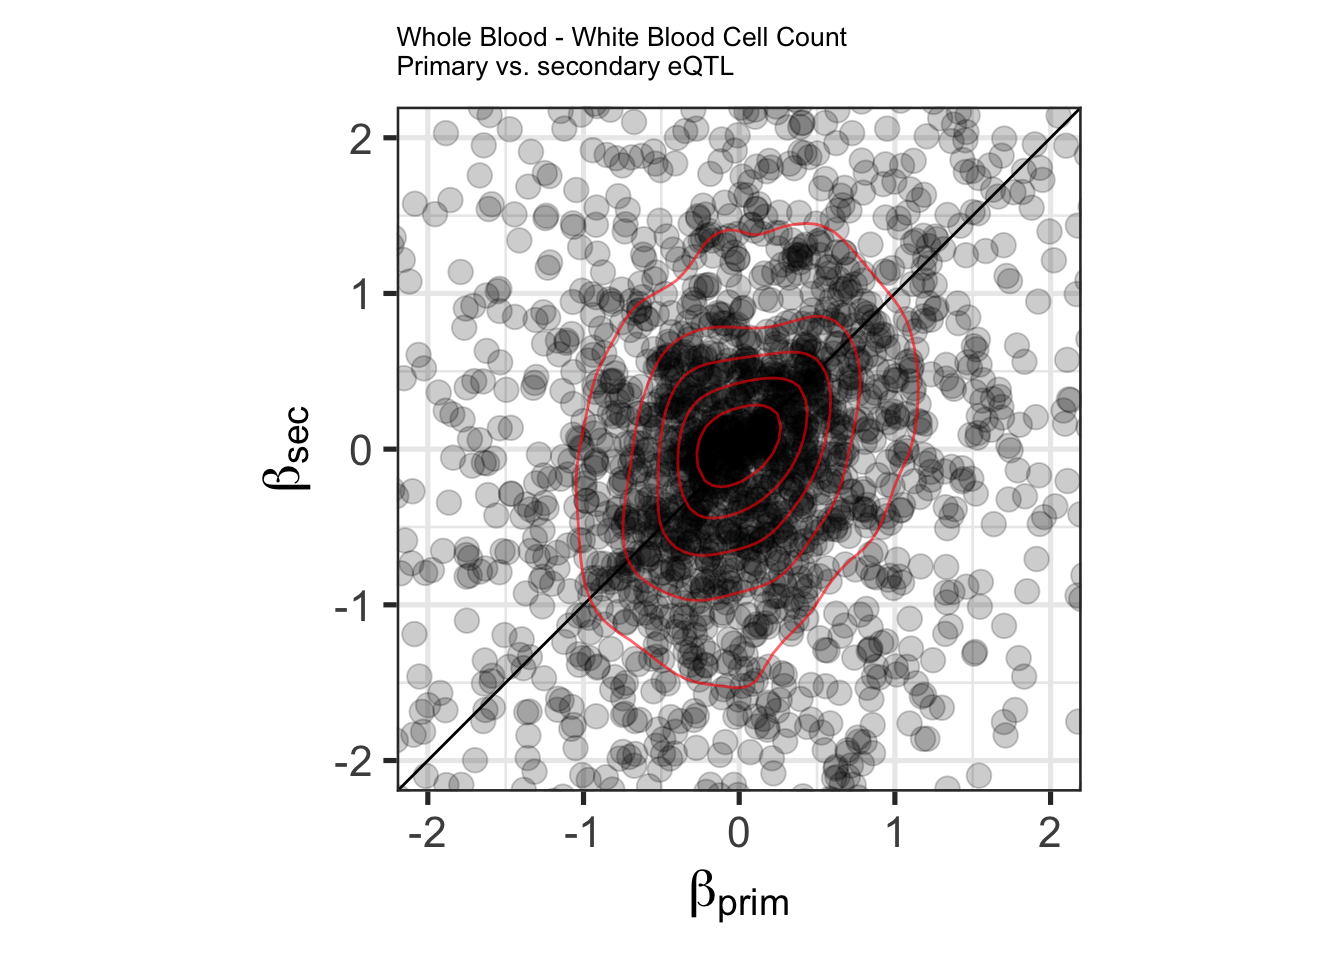 Whole Blood - White Blood Cell Count
Primary vs. secondary eQTL
2
1
0
-1
-2
βsec
-2 -1 0 1 2
βprim